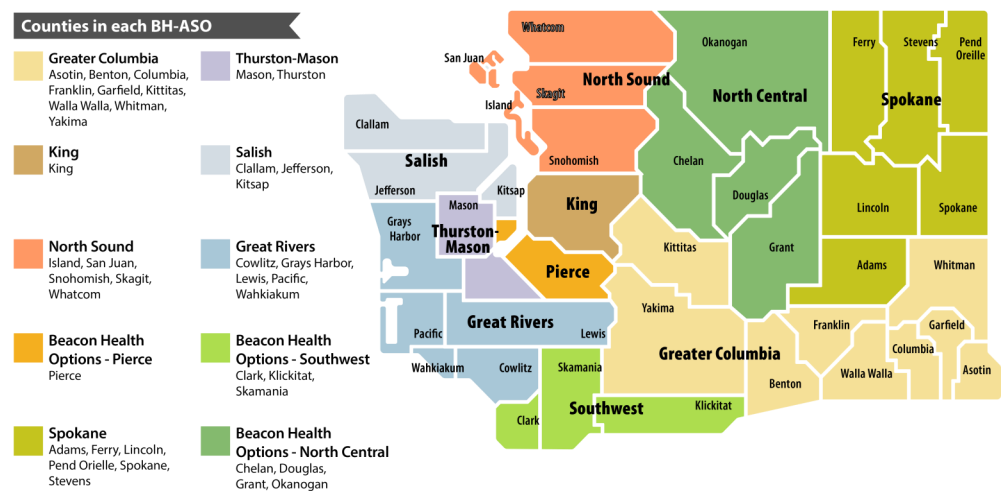 Counties in each BH-ASO
Greater Columbia
Asotin, Benton, Columbia,
Franklin, Garfield, Kittitas,
Walla Walla, Whitman,
Yakima
Thurston-Mason
Mason, Thurston
King
King
Salish
Clallam, Jefferson,
Kitsap
North Sound
Island, San Juan,
Snohomish, Skagit,
Whatcom
Great Rivers
Cowlitz, Grays Harbor,
Lewis, Pacific,
Wahkiakum
Beacon Health
Options - Pierce
Pierce
Beacon Health
Options - Southwest
Clark, Klickitat,
Skamania
Spokane
Adams, Ferry, Lincoln,
Pend Orielle, Spokane,
Stevens
Beacon Health
Options - North Central
Chelan, Douglas,
Grant, Okanogan
Whatcom
San Juan
Skagit
Island
North Sound
Snohomish
Okanogan
North Central
Chelan
Douglas
Grant
Ferry
Stevens
Pend
Oreille
Spokane
Lincoln
Spokane
Adams
Clallam
Salish
Jefferson
Kitsap
Mason
Thurston-
Mason
Grays
Harbor
King
Pierce
Kittitas
Yakima
Greater Columbia
Whitman
Franklin
Garfield
Columbia
Asotin
Walla Walla
Benton
Great Rivers
Pacific
Lewis
Wahkiakum
Cowlitz
Skamania
Southwest
Clark
Klickitat